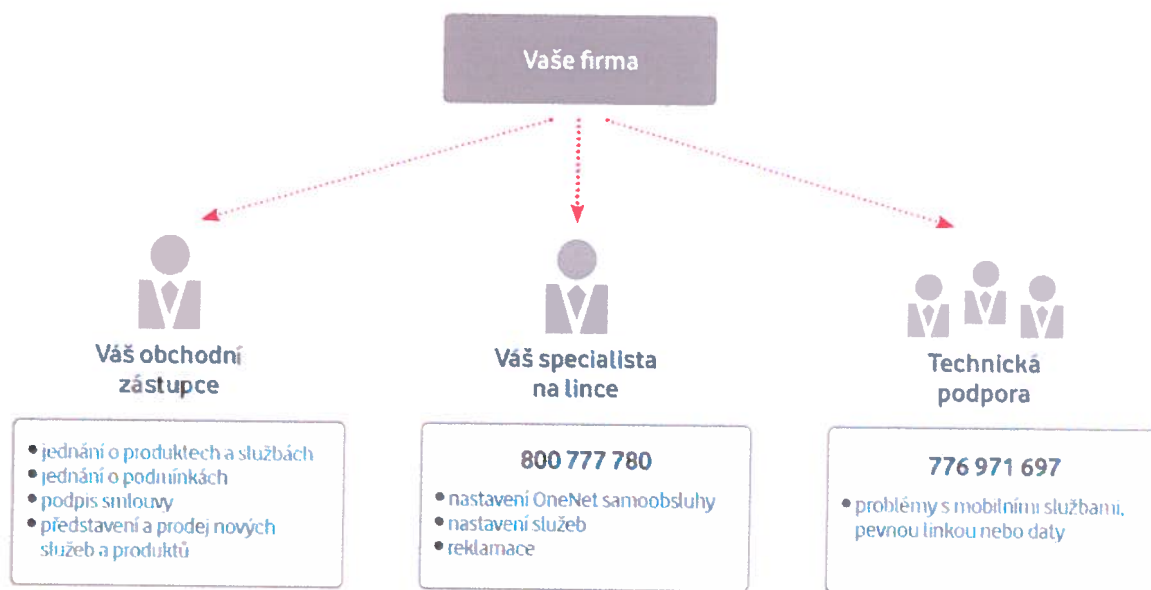 Vaše firma
Váš obchodní
zástupce
Váš specialista
na lince
Technická
podpora
• jednání o produktech a službách
• jednání o podmínkách
• podpis smlouvy
• představení a prodej nových
služeb a produktů
800 777 780
• nastavení OneNet samoobsluhy
• nastavení služeb
• reklamace
776 971 697
• problémy s mobilními službami,
pevnou linkou nebo daty